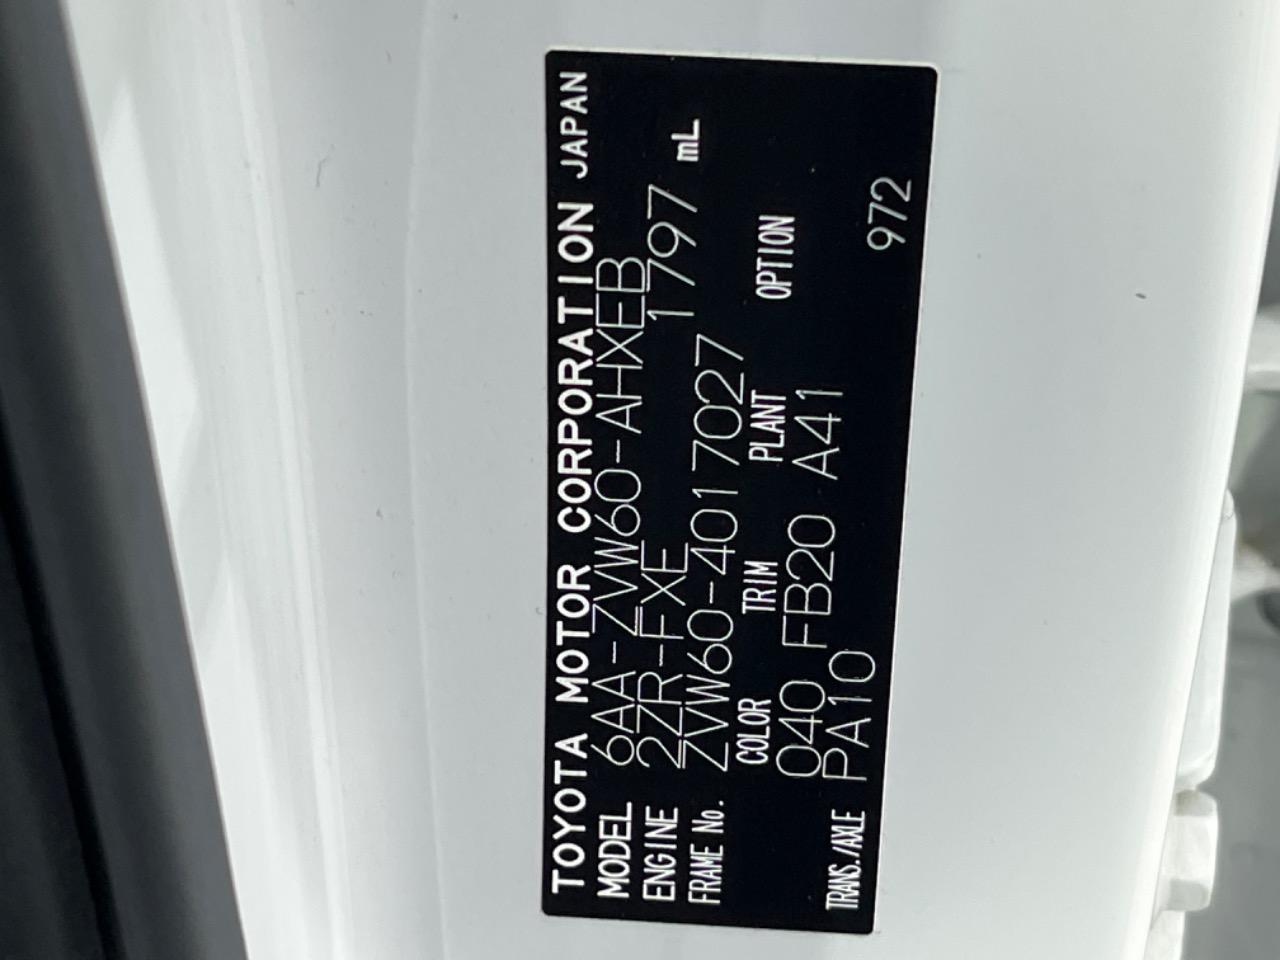 TOYOTA MOTOR CORPORATION JAPAN
MODEL 6AA-ZVW60-AHXEB
ENGINE 2ZR-FXE 1797 mL
FRAME No. ZVW60-4017027
COLOR TRIM PLANT OPTION
040 FB20 A41
TRANS./AXLE PA10 972